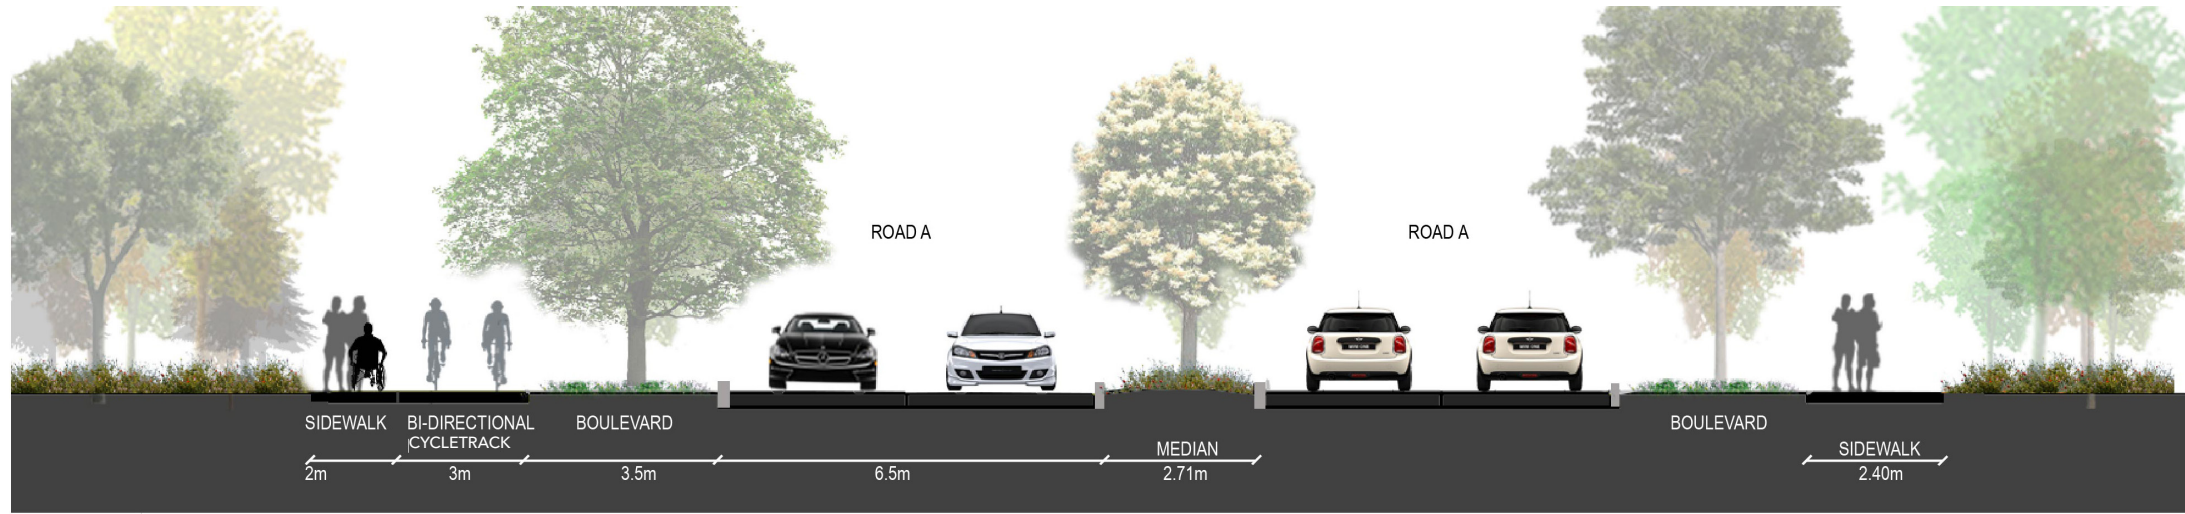 ROAD A
ROAD A
SIDEWALK
BI-DIRECTIONAL
CYCLETRACK
BOULEVARD
MEDIAN
BOULEVARD
SIDEWALK
2m
3m
3.5m
6.5m
2.71m
2.40m